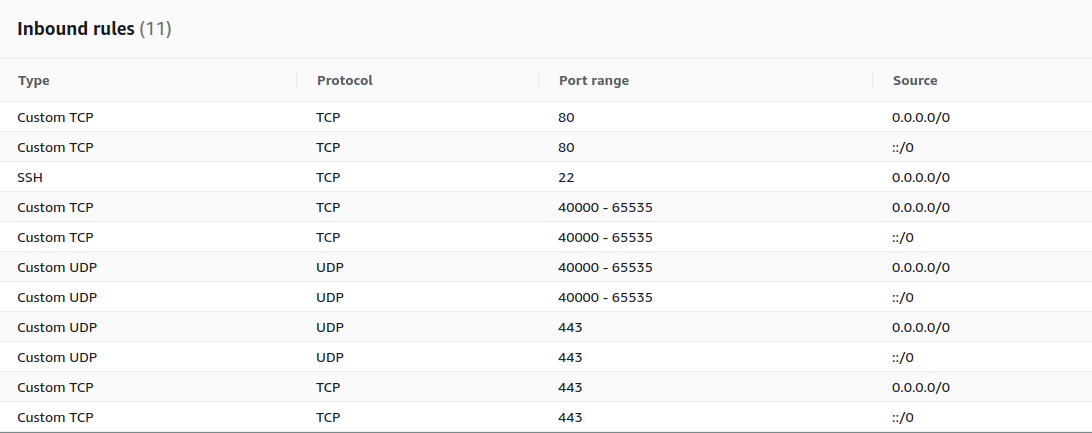 Inbound rules (11)
Type Protocol Port range Source
Custom TCP TCP 80 0.0.0.0/0
Custom TCP TCP 80 ::/0
SSH TCP 22 0.0.0.0/0
Custom TCP TCP 40000 - 65535 0.0.0.0/0
Custom TCP TCP 40000 - 65535 ::/0
Custom UDP UDP 40000 - 65535 0.0.0.0/0
Custom UDP UDP 40000 - 65535 ::/0
Custom UDP UDP 443 0.0.0.0/0
Custom UDP UDP 443 ::/0
Custom TCP TCP 443 0.0.0.0/0
Custom TCP TCP 443 ::/0